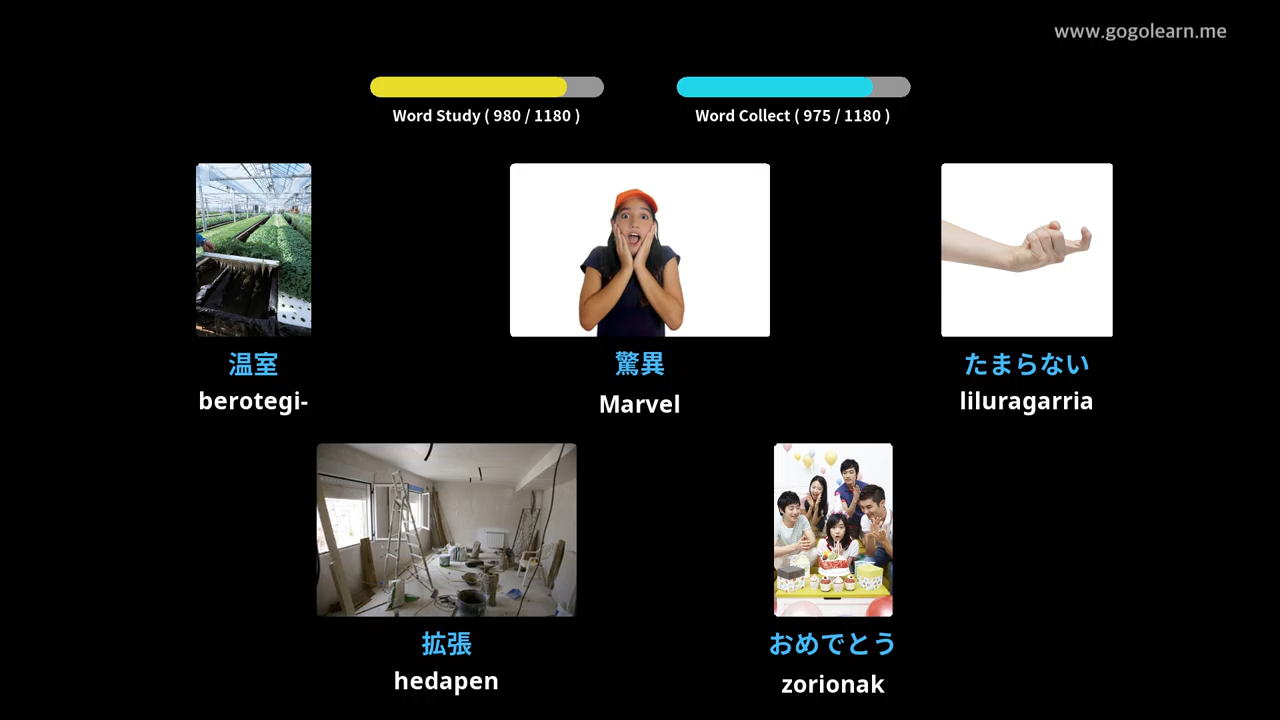 www.gogolearn.me
Word Study ( 980 / 1180 )
Word Collect ( 975 / 1180 )
温室
berotegi-
驚異
Marvel
たまらない
liluragarria
拡張
hedapen
おめでとう
zorionak